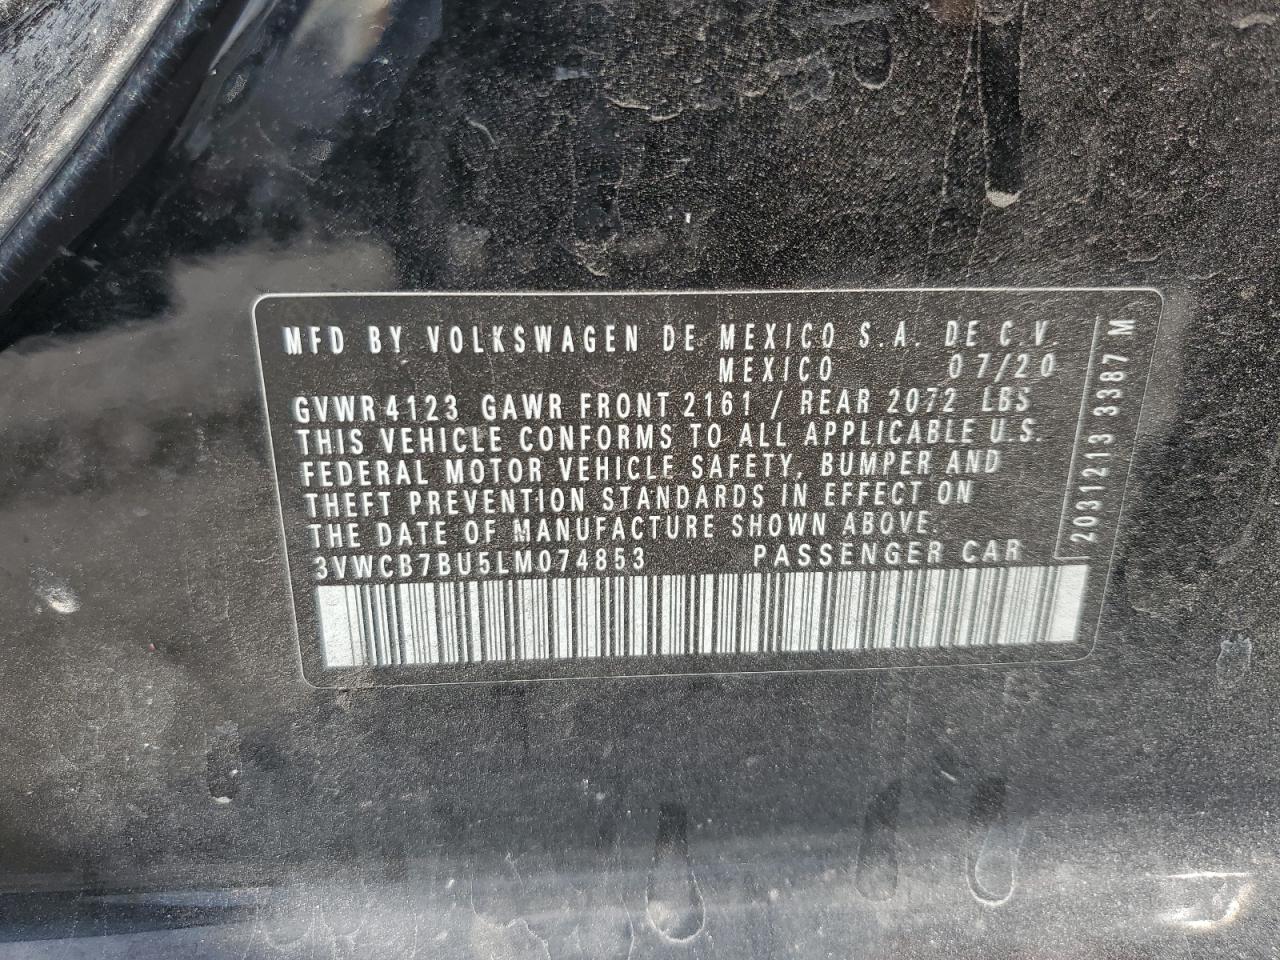 MFD BY VOLKSWAGEN DE MEXICO S.A. DE C.V.
MEXICO 07/20
GVWR 4123 GAWR FRONT 2161 / REAR 2072 LBS
THIS VEHICLE CONFORMS TO ALL APPLICABLE U.S.
FEDERAL MOTOR VEHICLE SAFETY, BUMPER AND
THEFT PREVENTION STANDARDS IN EFFECT ON
THE DATE OF MANUFACTURE SHOWN ABOVE.
3VWCB7BU5LM074853 PASSENGER CAR
2031213 3387 M